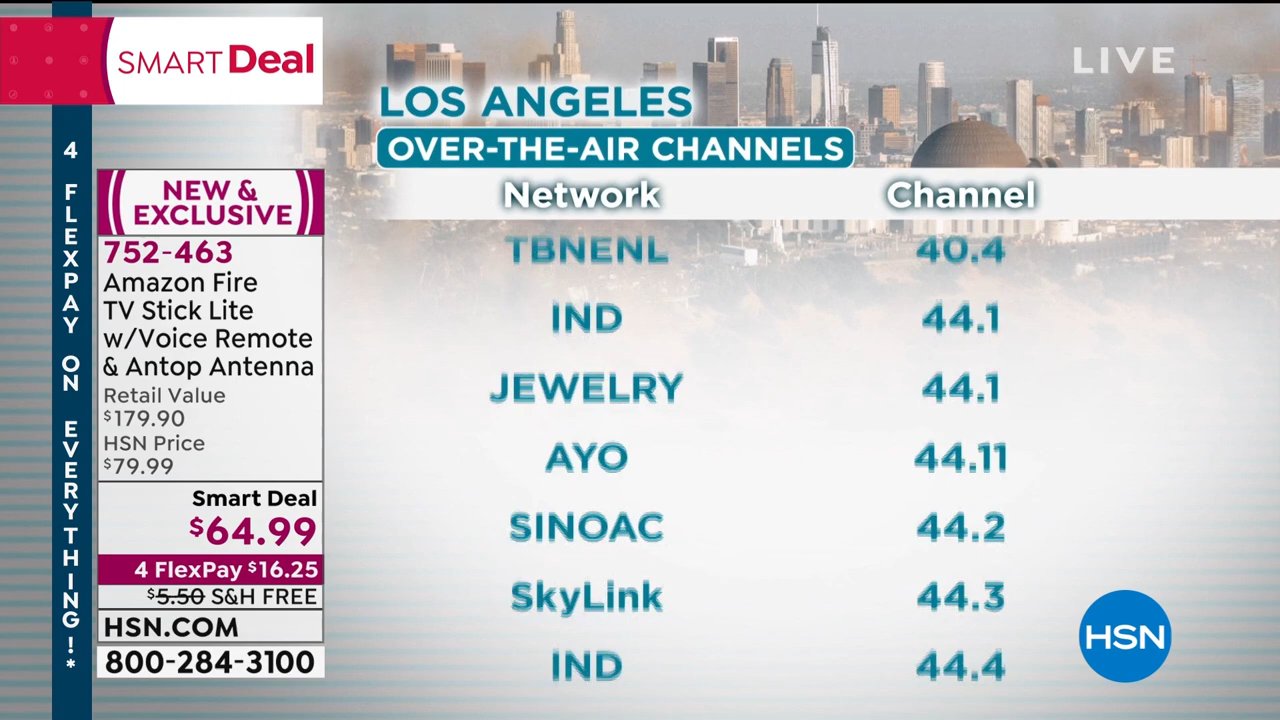 SMART Deal
LIVE
LOS ANGELES
OVER-THE-AIR CHANNELS
Network Channel
TBNENL 40.4
IND 44.1
JEWELRY 44.1
AYO 44.11
SINOAC 44.2
SkyLink 44.3
IND 44.4
4 FLEXPAY ON EVERYTHING!*
NEW &
EXCLUSIVE
752-463
Amazon Fire
TV Stick Lite
w/Voice Remote
& Antop Antenna
Retail Value
$179.90
HSN Price
$79.99
Smart Deal
$64.99
4 FlexPay $16.25
$5.50 S&H FREE
HSN.COM
800-284-3100
HSN